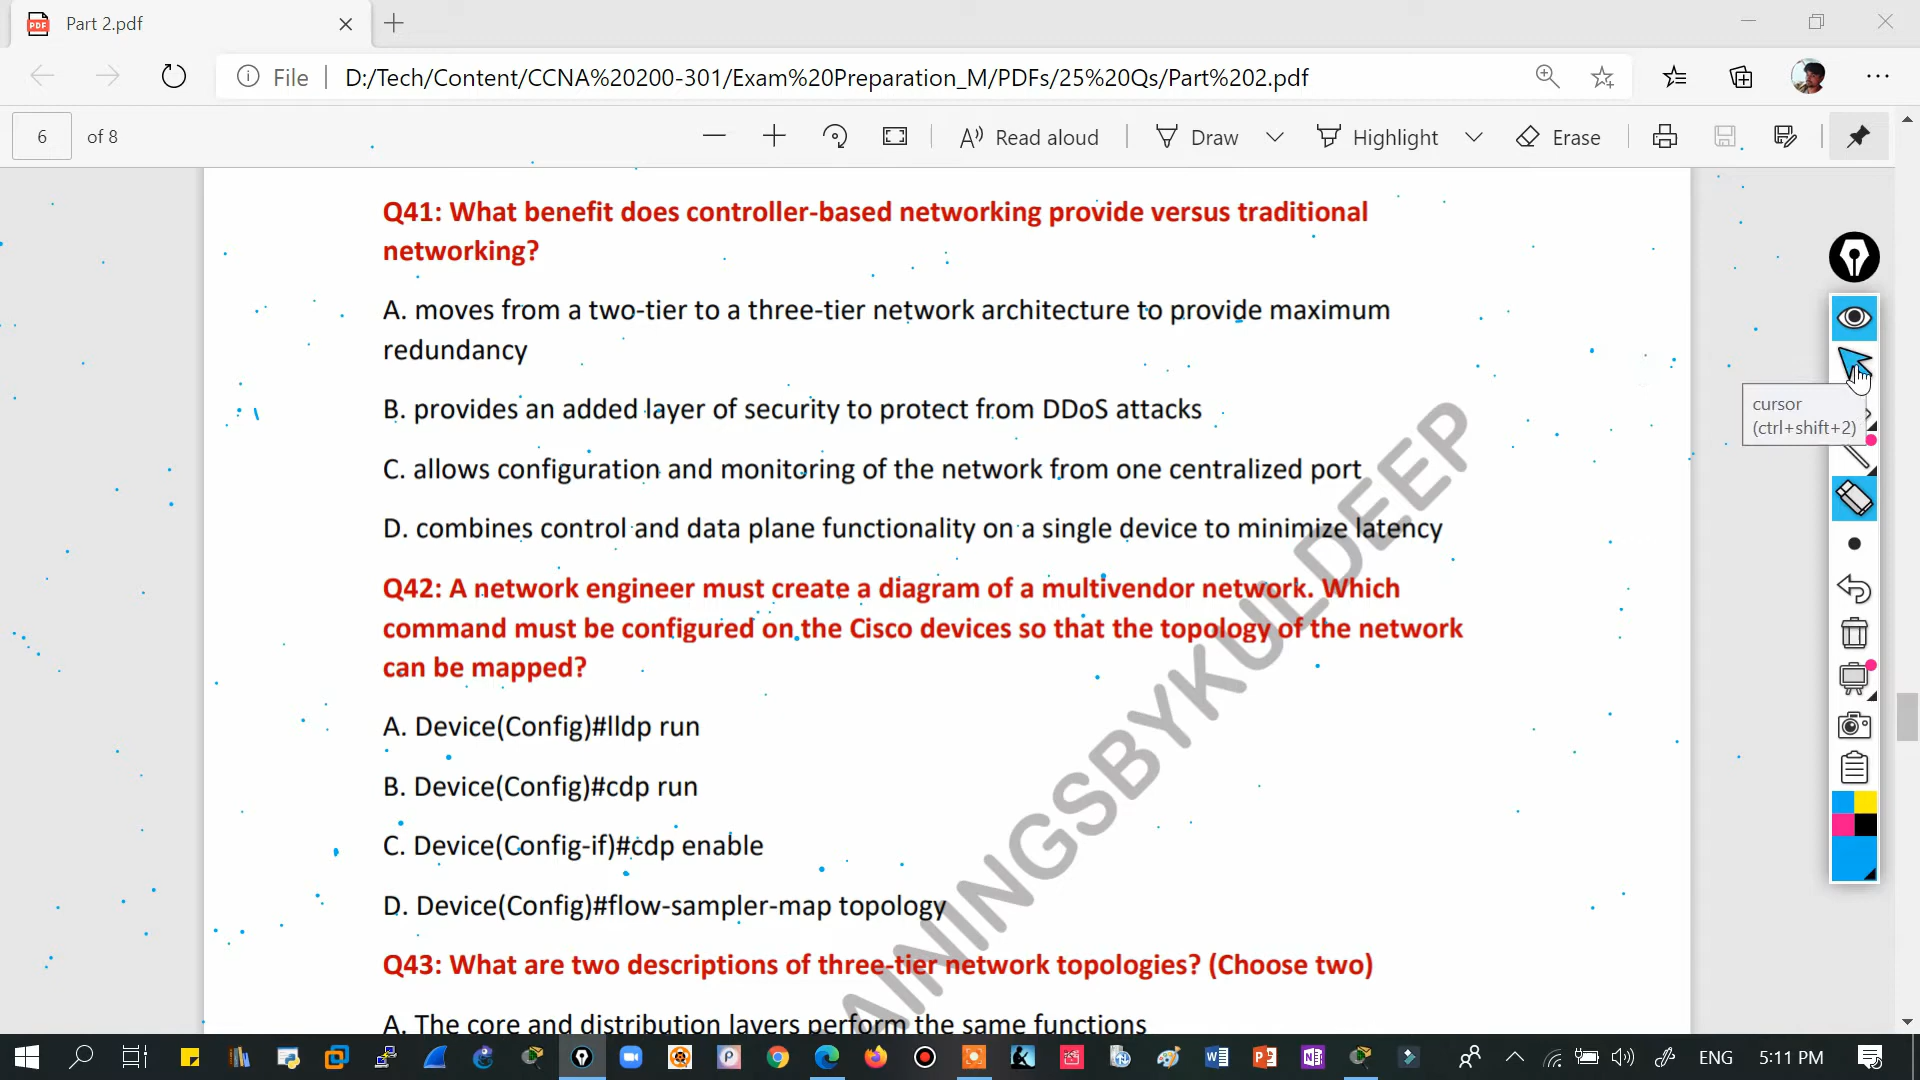 Part 2.pdf
File
D:/Tech/Content/CCNA%20200-301/Exam%20Preparation_M/PDFs/25%20Qs/Part%202.pdf
6 of 8
Read aloud
Draw
Highlight
Erase
Q41: What benefit does controller-based networking provide versus traditional
networking?
A. moves from a two-tier to a three-tier network architecture to provide maximum
redundancy
B. provides an added layer of security to protect from DDoS attacks
C. allows configuration and monitoring of the network from one centralized port
D. combines control and data plane functionality on a single device to minimize latency
Q42: A network engineer must create a diagram of a multivendor network. Which
command must be configured on the Cisco devices so that the topology of the network
can be mapped?
A. Device(Config)#lldp run
B. Device(Config)#cdp run
C. Device(Config-if)#cdp enable
D. Device(Config)#flow-sampler-map topology
Q43: What are two descriptions of three-tier network topologies? (Choose two)
A. The core and distribution layers perform the same functions
AININGSBYKULDEEP
cursor
(ctrl+shift+2)
ENG
5:11 PM